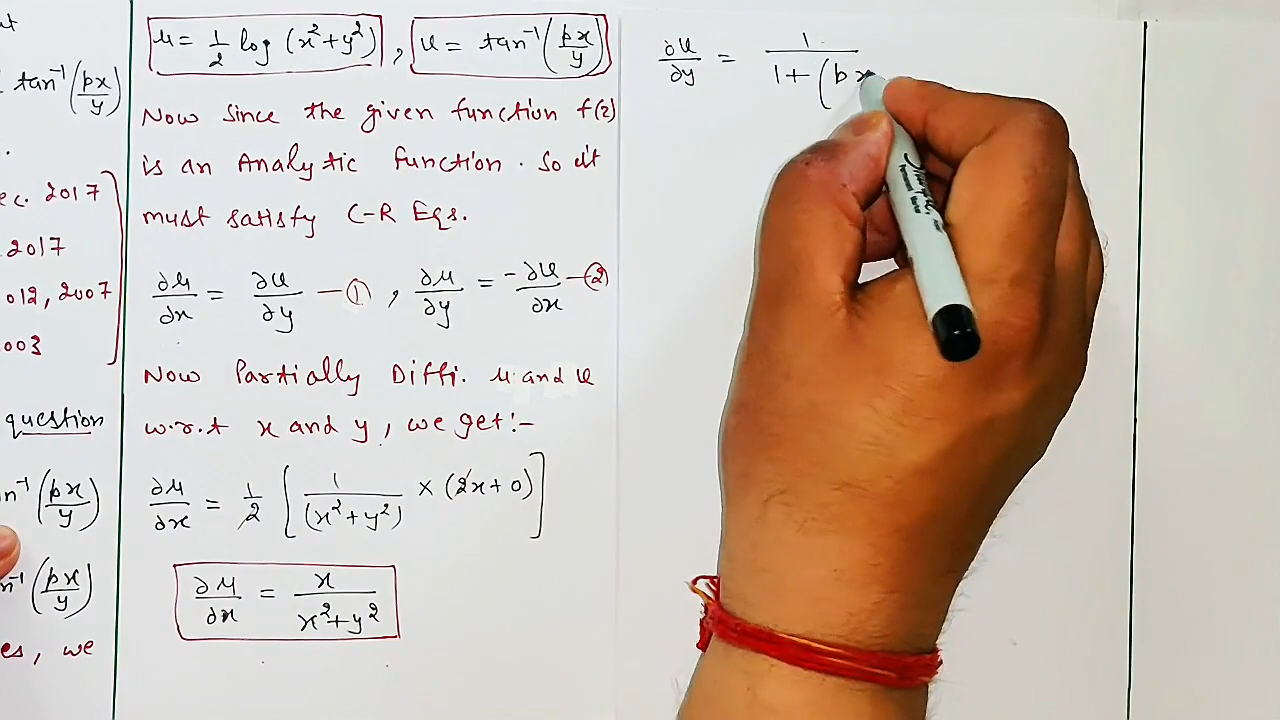 at
tan⁻¹(px/y)
.
ec. 2017
2017
012, 2007
003
question
n⁻¹(px/y)
n⁻¹(px/y)
es, we
u = 1/2 log (x²+y²) , v = tan⁻¹(px/y)
Now since the given function f(z)
is an Analytic function. So it
must satisfy C-R Eqs.
∂u/∂x = ∂v/∂y —① , ∂u/∂y = -∂v/∂x —②
Now Partially Diffi. u and v
w.r.t x and y, we get:-
∂u/∂x = 1/2 [1/(x²+y²) × (2x+0)]
∂u/∂x = x/x²+y²
∂v/∂y = 1/1+(px